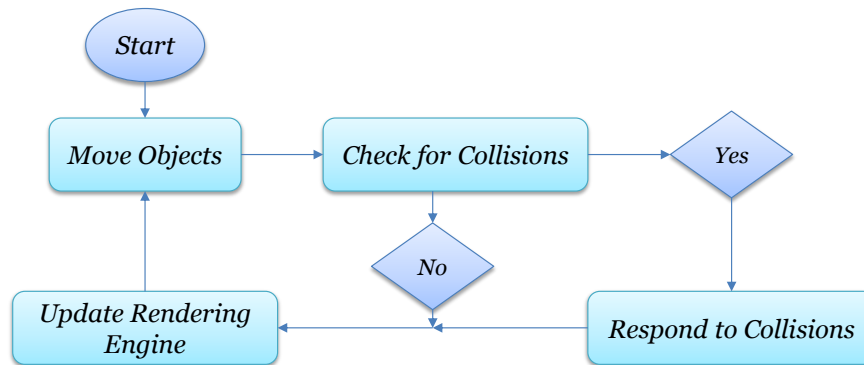 Start
Move Objects
Check for Collisions
Yes
No
Update Rendering
Engine
Respond to Collisions